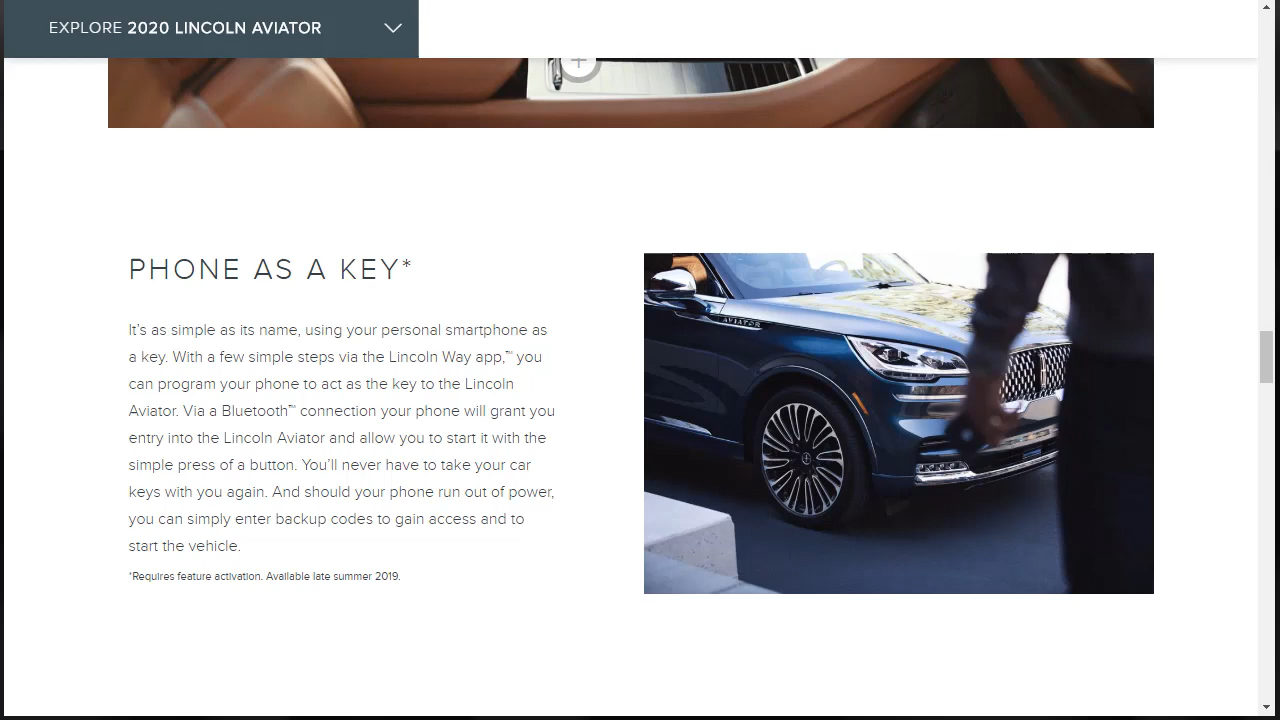 EXPLORE 2020 LINCOLN AVIATOR
PHONE AS A KEY*
It's as simple as its name, using your personal smartphone as
a key. With a few simple steps via the Lincoln Way app,™ you
can program your phone to act as the key to the Lincoln
Aviator. Via a Bluetooth™ connection your phone will grant you
entry into the Lincoln Aviator and allow you to start it with the
simple press of a button. You'll never have to take your car
keys with you again. And should your phone run out of power,
you can simply enter backup codes to gain access and to
start the vehicle.
*Requires feature activation. Available late summer 2019.
AVIATOR